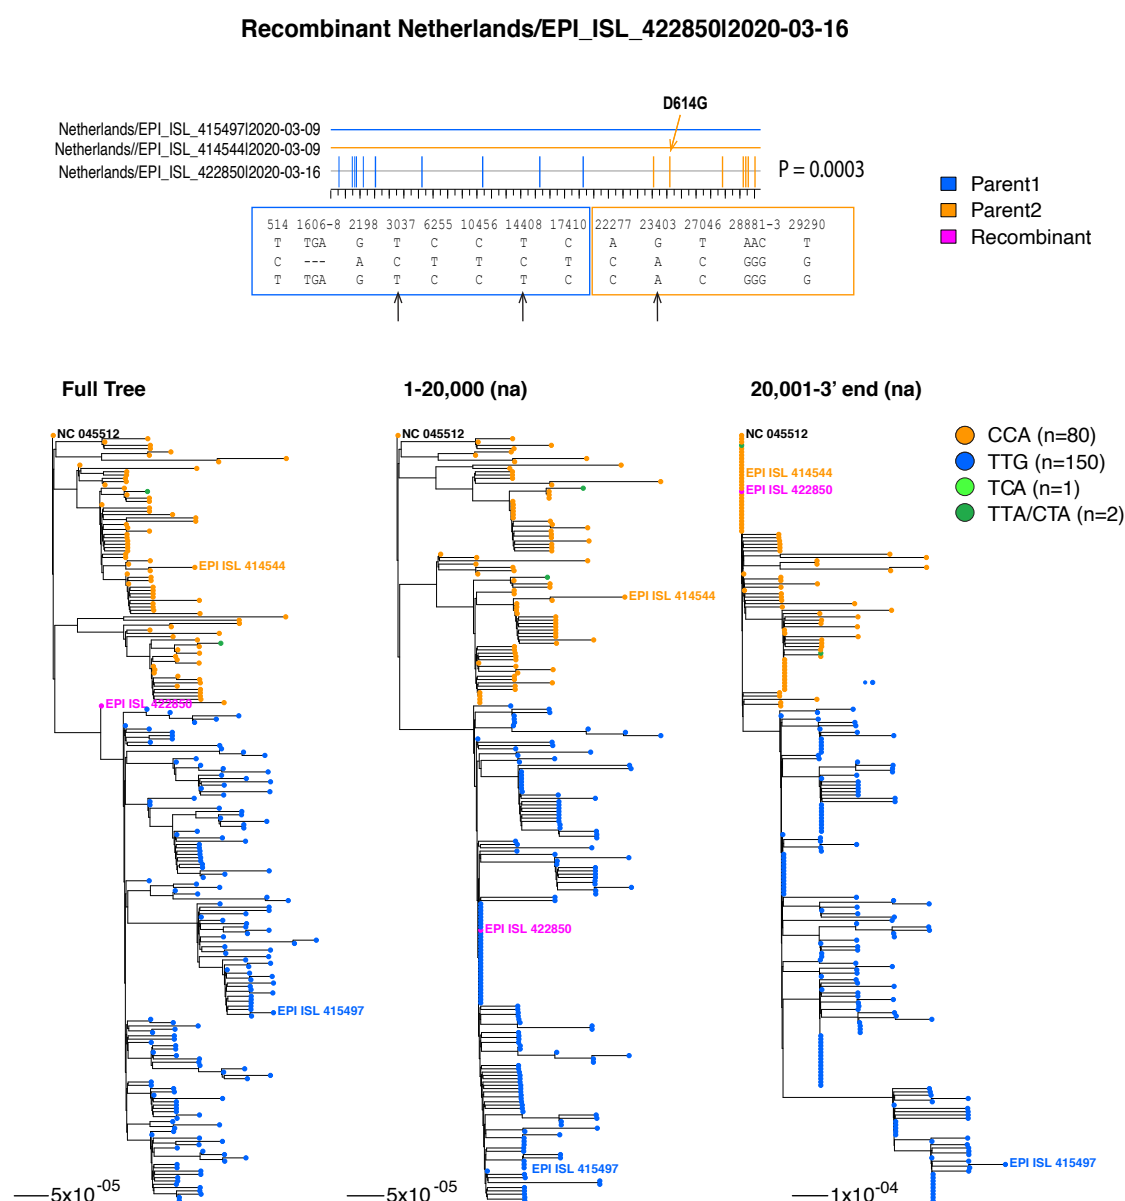 Recombinant Netherlands/EPI_ISL_422850|2020-03-16
D614G
Netherlands/EPI_ISL_415497|2020-03-09
Netherlands//EPI_ISL_414544|2020-03-09
Netherlands/EPI_ISL_422850|2020-03-16
P = 0.0003
Parent1
Parent2
Recombinant
514 1606-8 2198 3037 6255 10456 14408 17410 22277 23403 27046 28881-3 29290
T TGA G T C C T C A G T AAC T
C --- A C T T C T C A C GGG G
T TGA G T C C T C C A C GGG G
Full Tree
1-20,000 (na)
20,001-3’ end (na)
NC 045512
NC 045512
NC 045512
CCA (n=80)
TTG (n=150)
TCA (n=1)
TTA/CTA (n=2)
EPI ISL 414544
EPI ISL 422850
EPI ISL 414544
EPI ISL 414544
EPI ISL 422850
EPI ISL 422850
EPI ISL 415497
EPI ISL 415497
EPI ISL 415497
5x10-05
5x10-05
1x10-04